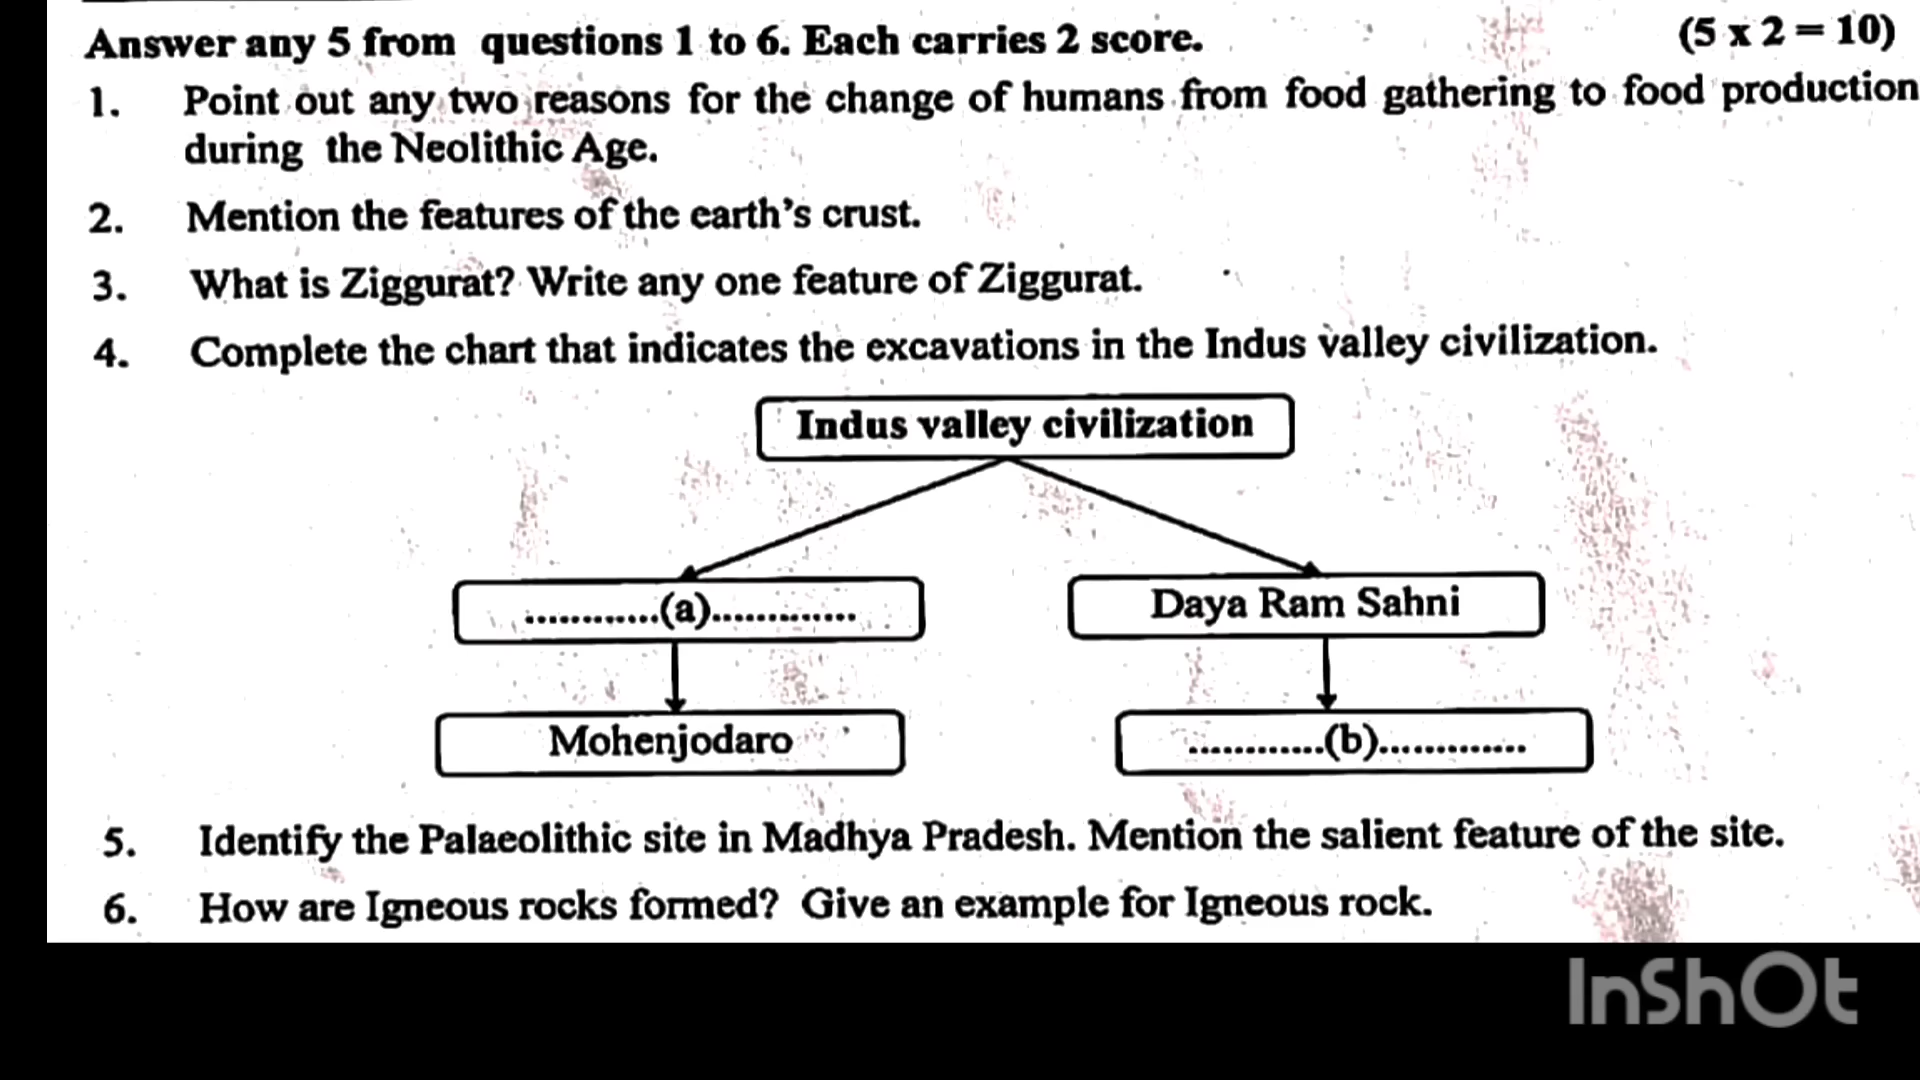 Answer any 5 from questions 1 to 6. Each carries 2 score. (5 x 2 = 10)
1. Point out any two reasons for the change of humans from food gathering to food production
during the Neolithic Age.
2. Mention the features of the earth's crust.
3. What is Ziggurat? Write any one feature of Ziggurat.
4. Complete the chart that indicates the excavations in the Indus valley civilization.
Indus valley civilization
............(a)............. Daya Ram Sahni
Mohenjodaro ............(b).............
5. Identify the Palaeolithic site in Madhya Pradesh. Mention the salient feature of the site.
6. How are Igneous rocks formed? Give an example for Igneous rock.
InShOt